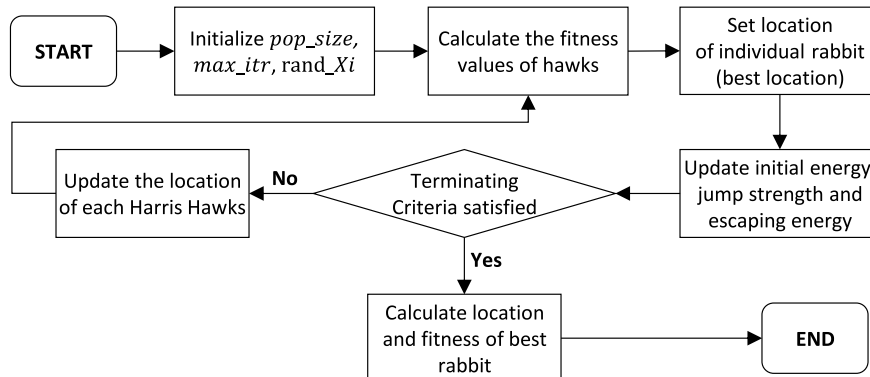 START
Initialize pop_size,
max_itr, rand_Xi
Calculate the fitness
values of hawks
Set location
of individual rabbit
(best location)
Update the location
of each Harris Hawks
No
Terminating
Criteria satisfied
Update initial energy
jump strength and
escaping energy
Yes
Calculate location
and fitness of best
rabbit
END